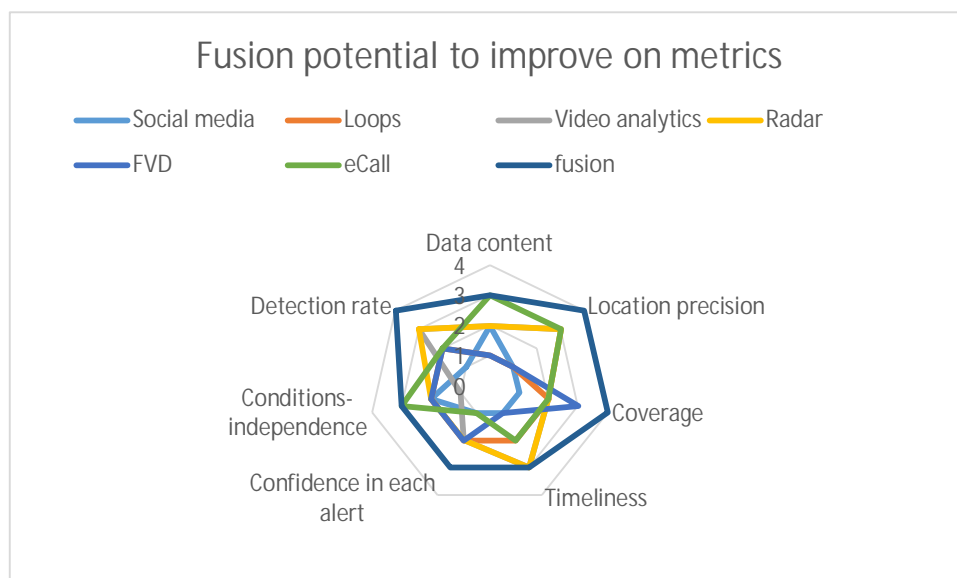 Fusion potential to improve on metrics
Social media
Loops
Video analytics
Radar
FVD
eCall
fusion
Data content
4
3
2
1
0
Location precision
Coverage
Timeliness
Confidence in each
alert
Conditions-
independence
Detection rate